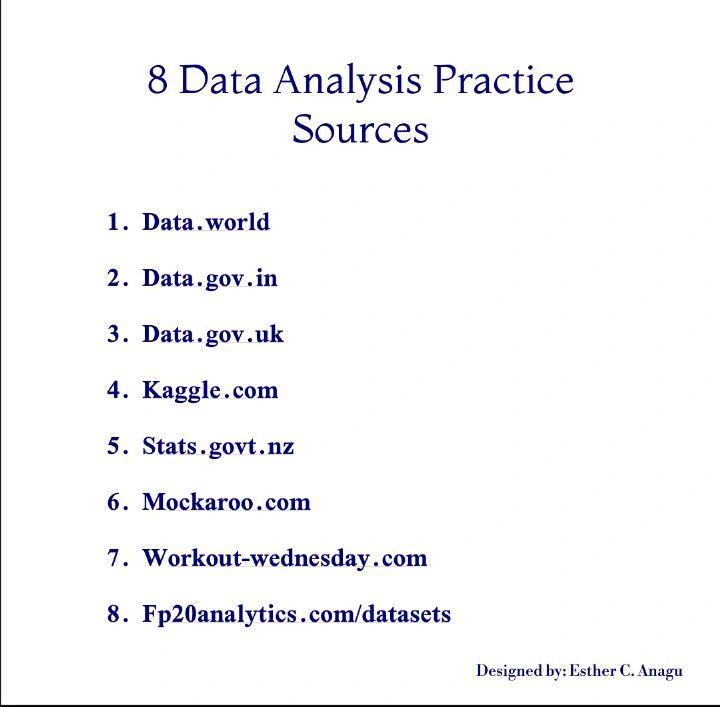 8 Data Analysis Practice
Sources
1. Data.world
2. Data.gov.in
3. Data.gov.uk
4. Kaggle.com
5. Stats.govt.nz
6. Mockaroo.com
7. Workout-wednesday.com
8. Fp20analytics.com/datasets
Designed by: Esther C. Anagu